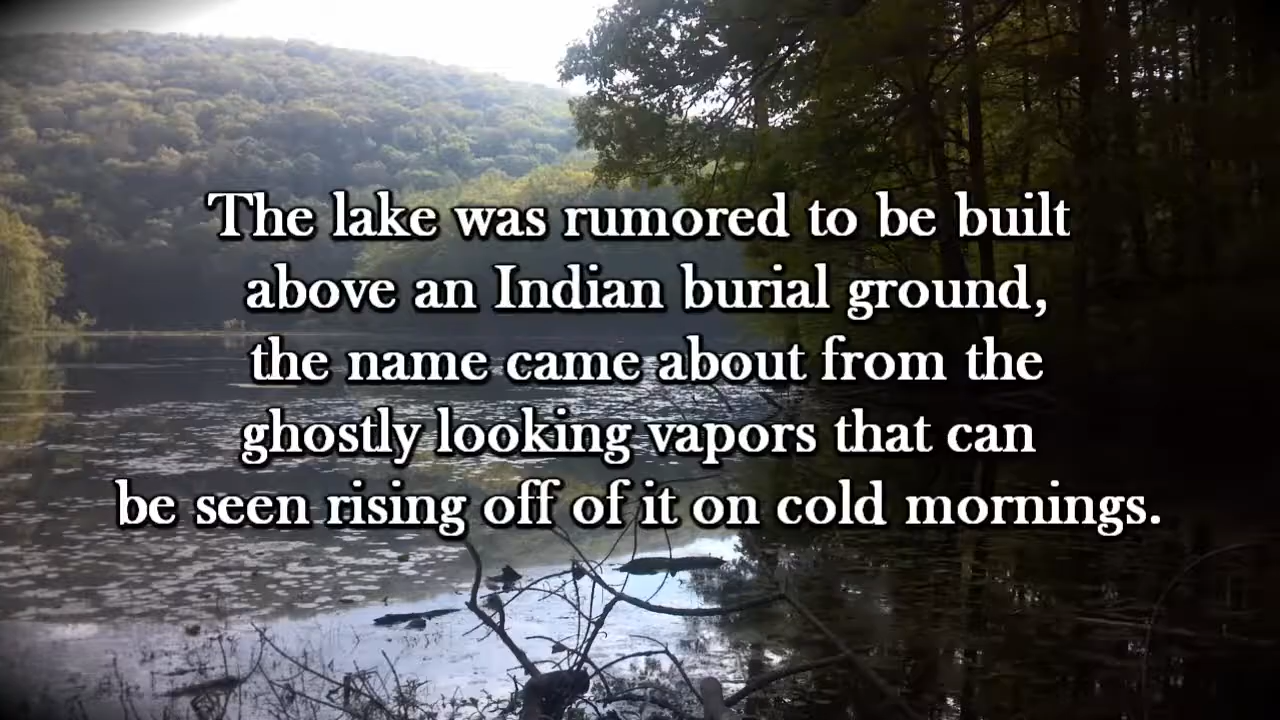 The lake was rumored to be built
above an Indian burial ground,
the name came about from the
ghostly looking vapors that can
be seen rising off of it on cold mornings.